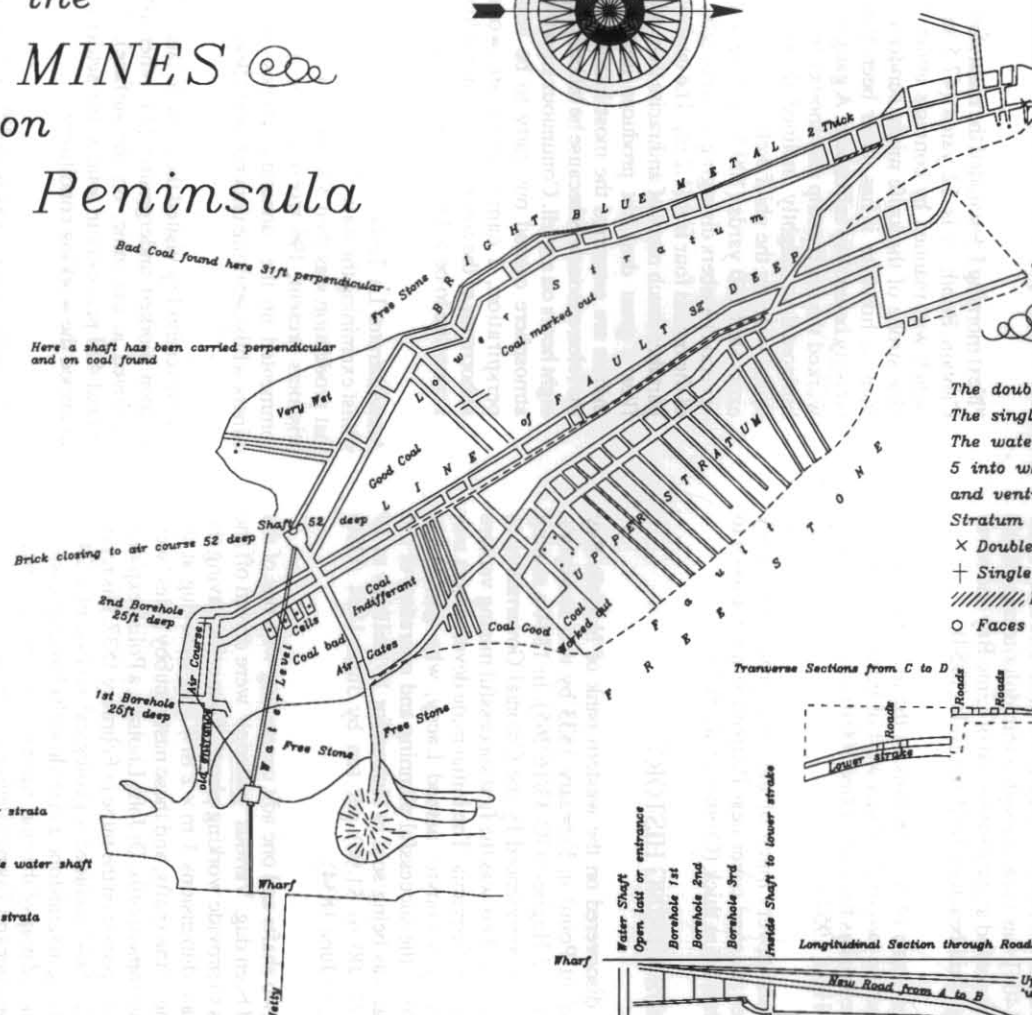 the
MINES
on
Peninsula
Bad Coal found here 31ft perpendicular
Here a shaft has been carried perpendicular
and on coal found
Free Stone
BRIGHT BLUE METAL 2 Thick
Lower Stratum
Coal marked out
Very Wet
Good Coal
LINE of FAULT 32 DEEP
Shaft 52 deep
Brick closing to air course 52 deep
2nd Borehole
25ft deep
Air Course
1st Borehole
25ft deep
old entrance
Cells
Coal bad
Coal
Indifferant
Air Gates
Water Level
Free Stone
Free Stone
Coal Good
Coal
Worked out
UPPER STRATUM
Fault
FREE STONE
strata
water shaft
strata
Wharf
The doub
The singl
The wate
5 into w
and vent
Stratum
× Double
+ Single
o Faces
Tranverse Sections from C to D
Roads
Roads
Roads
Lower strake
Water Shaft
Open lait or entrance
Borehole 1st
Borehole 2nd
Borehole 3rd
Inside Shaft to lower strake
Longitudinal Section through Road
Wharf
New Road from A to B